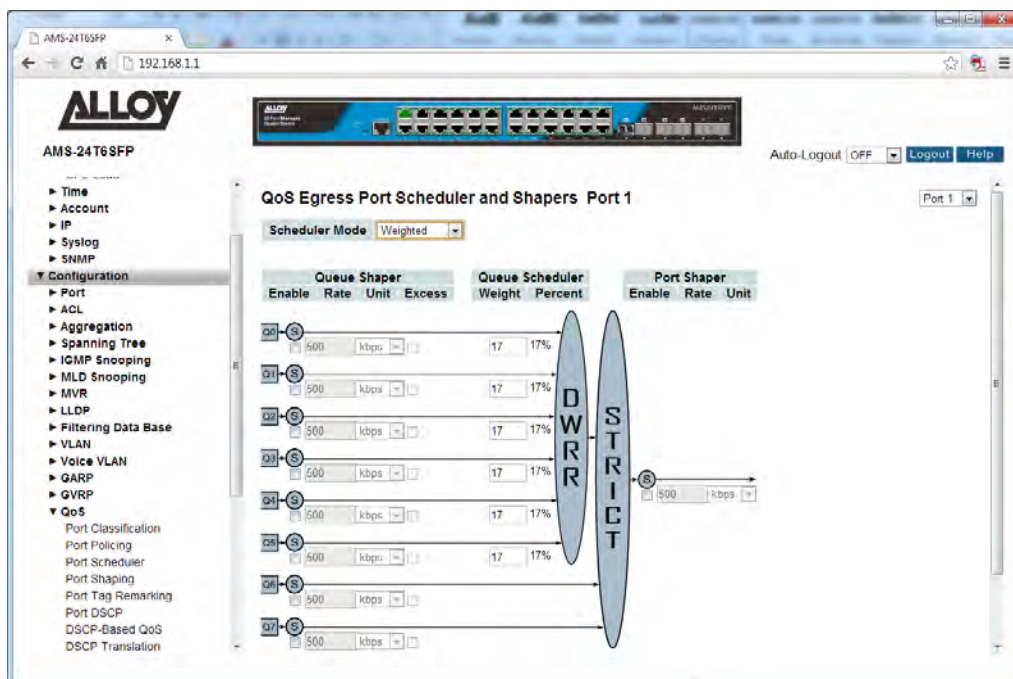 AMS-24T6SFP
192.168.1.1
ALLOY
AMS-24T6SFP
Auto-Logout OFF Logout Help
Time
Account
IP
Syslog
SNMP
Configuration
Port
ACL
Aggregation
Spanning Tree
IGMP Snooping
MLD Snooping
MVR
LLDP
Filtering Data Base
VLAN
Voice VLAN
GARP
GVRP
QoS
Port Classification
Port Policing
Port Scheduler
Port Shaping
Port Tag Remarking
Port DSCP
DSCP-Based QoS
DSCP Translation
QoS Egress Port Scheduler and Shapers Port 1
Port 1
Scheduler Mode Weighted
Queue Shaper Queue Scheduler Port Shaper
Enable Rate Unit Excess Weight Percent Enable Rate Unit
Q0 S
500 kbps 17 17%
Q1 S
500 kbps 17 17%
Q2 S
500 kbps 17 17%
Q3 S
500 kbps 17 17%
Q4 S
500 kbps 17 17%
Q5 S
500 kbps 17 17%
Q6 S
500 kbps
Q7 S
500 kbps
DWRR
STRICT
S
500 kbps